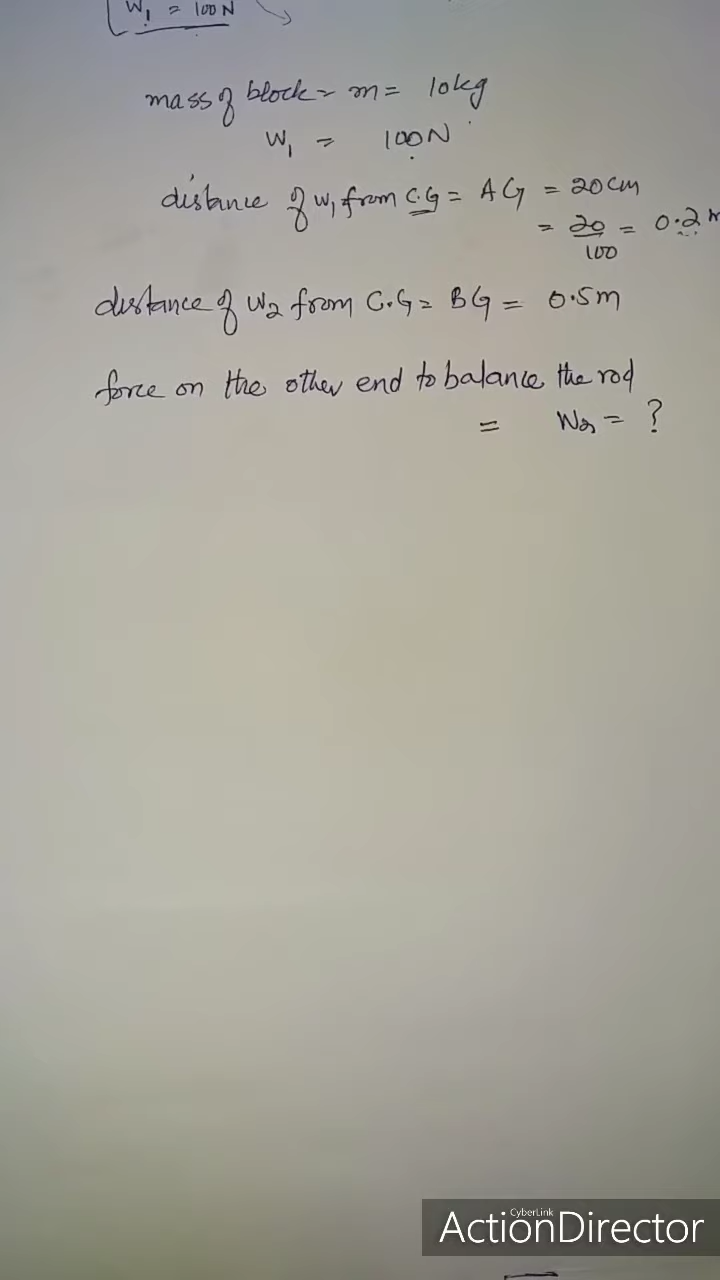 W₁ = 100N
mass of block = m = 10kg
W₁ = 100N
distance of W₁ from C.G = AG = 20cm
= 20/100 = 0.2m
distance of W₂ from C.G = BG = 0.5m
force on the other end to balance the rod
= W₂ = ?
CyberLink
ActionDirector